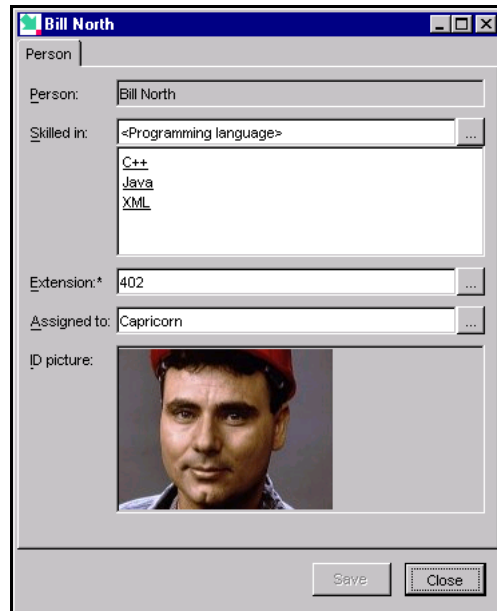 Bill North
Person
Person: Bill North
Skilled in: <Programming language> ...
C++
Java
XML
Extension:* 402 ...
Assigned to: Capricorn ...
ID picture:
Save Close